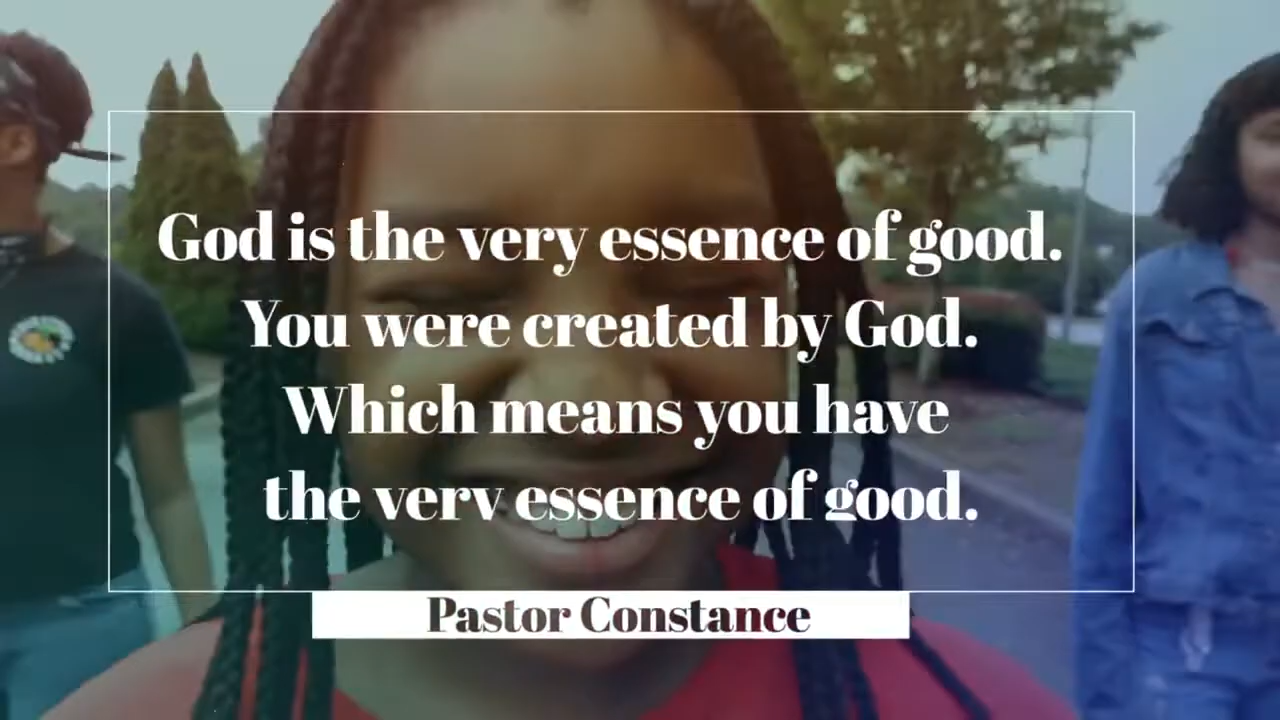 God is the very essence of good.
You were created by God.
Which means you have
the very essence of good.
Pastor Constance